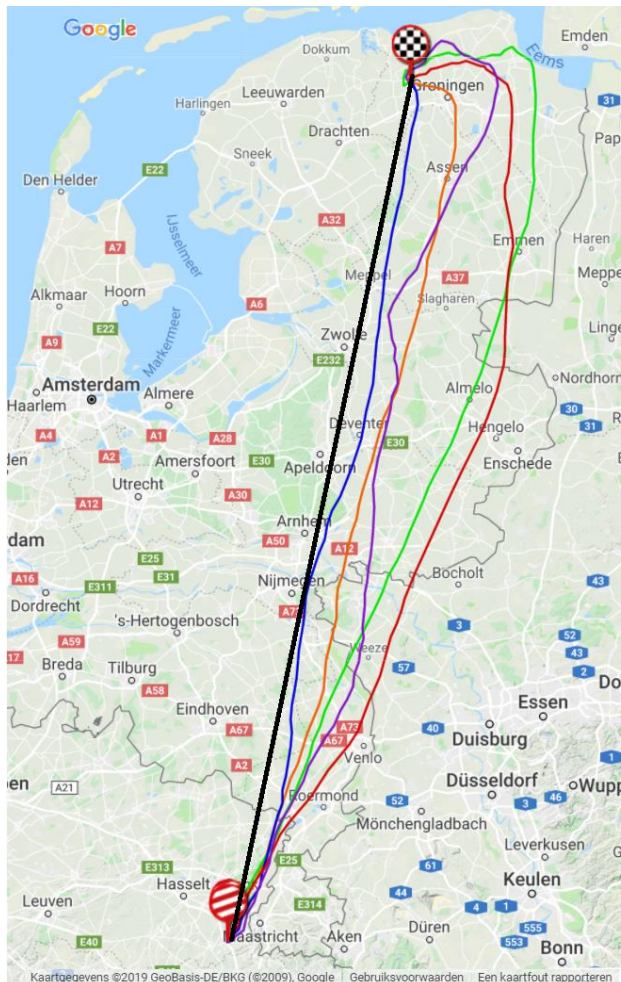 Google
Emden
Dokkum
Eems
Leeuwarden
Groningen
31
Harlingen
Drachten
Pap
E22
Sneek
Assen
Den Helder
A32
IJsselmeer
A7
Emmen
Haren
Meppel
A37
Meppe
Alkmaar
Hoorn
A6
Slagharen
E22
Markermeer
Zwolle
Linge
A9
E232
Amsterdam
Almere
Almelo
Nordhorn
Haarlem
30
A4
A1
A28
Deventer
Hengelo
31
den
A2
Amersfoort
E30
Apeldoorn
E30
Enschede
Utrecht
A30
A12
Arnhem
dam
A50
A12
E25
A16
E31
Nijmegen
Bocholt
43
E311
Dordrecht
A73
's-Hertogenbosch
3
52
A59
Weeze
43
17
Breda
Tilburg
57
2
Do
A58
Essen
Eindhoven
A67
A73
40
Duisburg
A67
1
A2
Venlo
en
A21
Düsseldorf
Wupp
Roermond
52
3
46
Mönchengladbach
Leverkusen
E313
E25
61
1
Hasselt
44
Keulen
Leuven
E314
4
1
E40
Maastricht
Aken
Düren
555
553
Bonn
Kaartgegevens ©2019 GeoBasis-DE/BKG (©2009), Google
Gebruiksvoorwaarden
Een kaartfout rapporteren